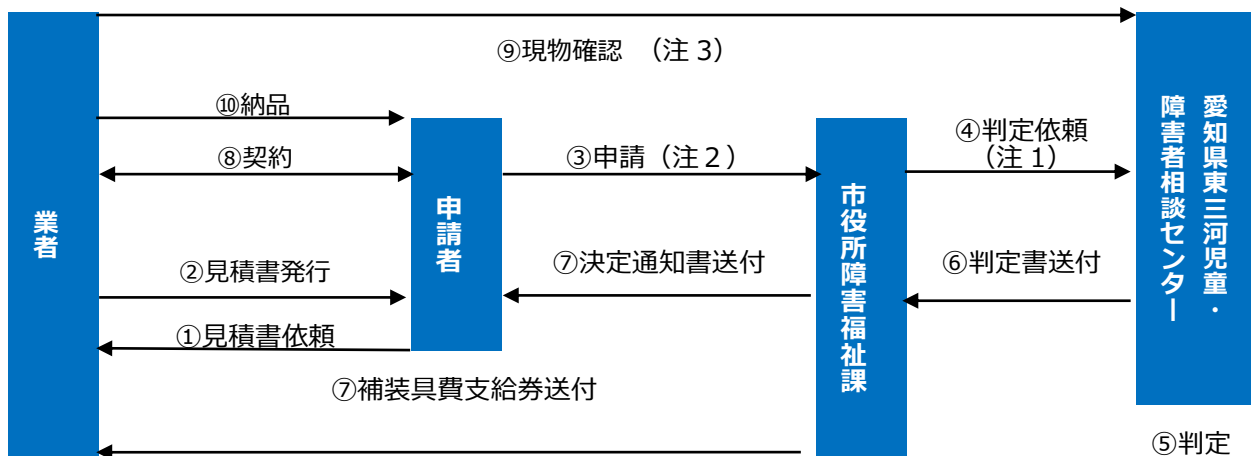 ⑨現物確認　（注３）
⑩納品
⑧契約
③申請（注２）
④判定依頼
（注１）
業者
申請者
市役所障害福祉課
愛知県東三河児童・
障害者相談センター
②見積書発行
⑦決定通知書送付
⑥判定書送付
①見積書依頼
⑦補装具費支給券送付
⑤判定